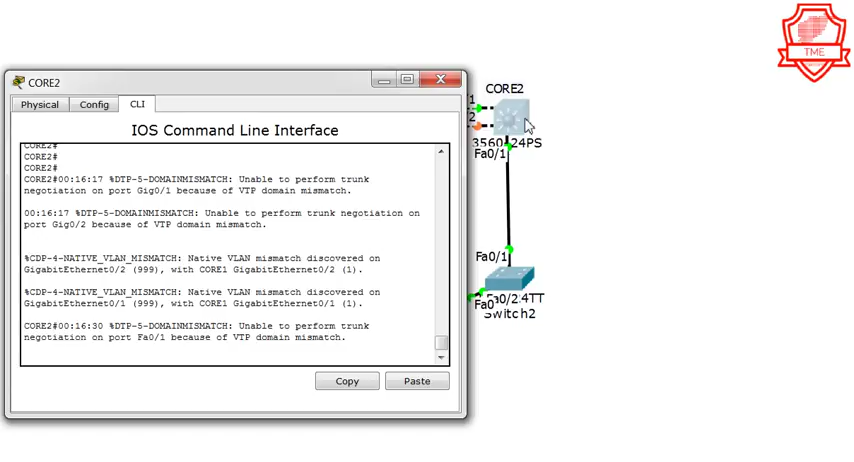 TME
CORE2
Physical
Config
CLI
IOS Command Line Interface
CORE2#
CORE2#
CORE2#
CORE2#00:16:17 %DTP-5-DOMAINMISMATCH: Unable to perform trunk
negotiation on port Gig0/1 because of VTP domain mismatch.
00:16:17 %DTP-5-DOMAINMISMATCH: Unable to perform trunk negotiation on
port Gig0/2 because of VTP domain mismatch.
%CDP-4-NATIVE_VLAN_MISMATCH: Native VLAN mismatch discovered on
GigabitEthernet0/2 (999), with CORE1 GigabitEthernet0/2 (1).
%CDP-4-NATIVE_VLAN_MISMATCH: Native VLAN mismatch discovered on
GigabitEthernet0/1 (999), with CORE1 GigabitEthernet0/1 (1).
CORE2#00:16:30 %DTP-5-DOMAINMISMATCH: Unable to perform trunk
negotiation on port Fa0/1 because of VTP domain mismatch.
Copy
Paste
CORE2
1
2
24PS
Fa0/1
Fa0/1
Fa0/2
4TT
Fa0
Switch2